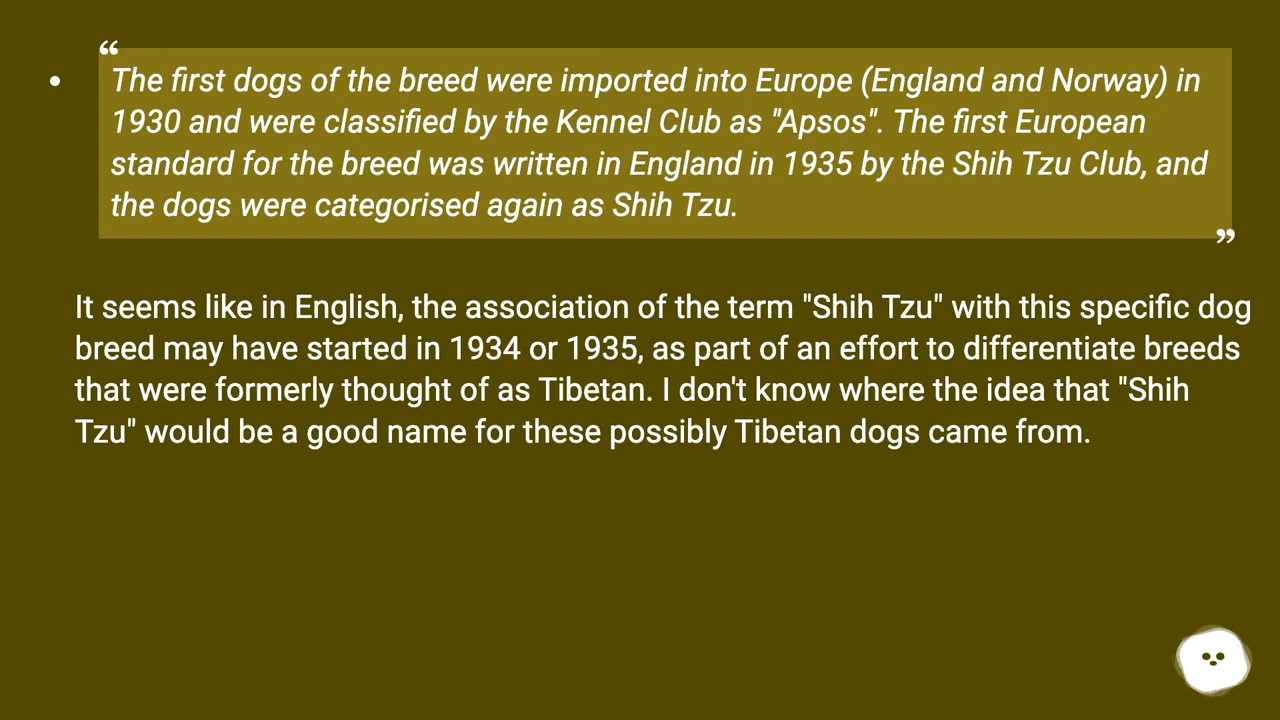 “
• The first dogs of the breed were imported into Europe (England and Norway) in
1930 and were classified by the Kennel Club as "Apsos". The first European
standard for the breed was written in England in 1935 by the Shih Tzu Club, and
the dogs were categorised again as Shih Tzu.
”
It seems like in English, the association of the term "Shih Tzu" with this specific dog
breed may have started in 1934 or 1935, as part of an effort to differentiate breeds
that were formerly thought of as Tibetan. I don't know where the idea that "Shih
Tzu" would be a good name for these possibly Tibetan dogs came from.